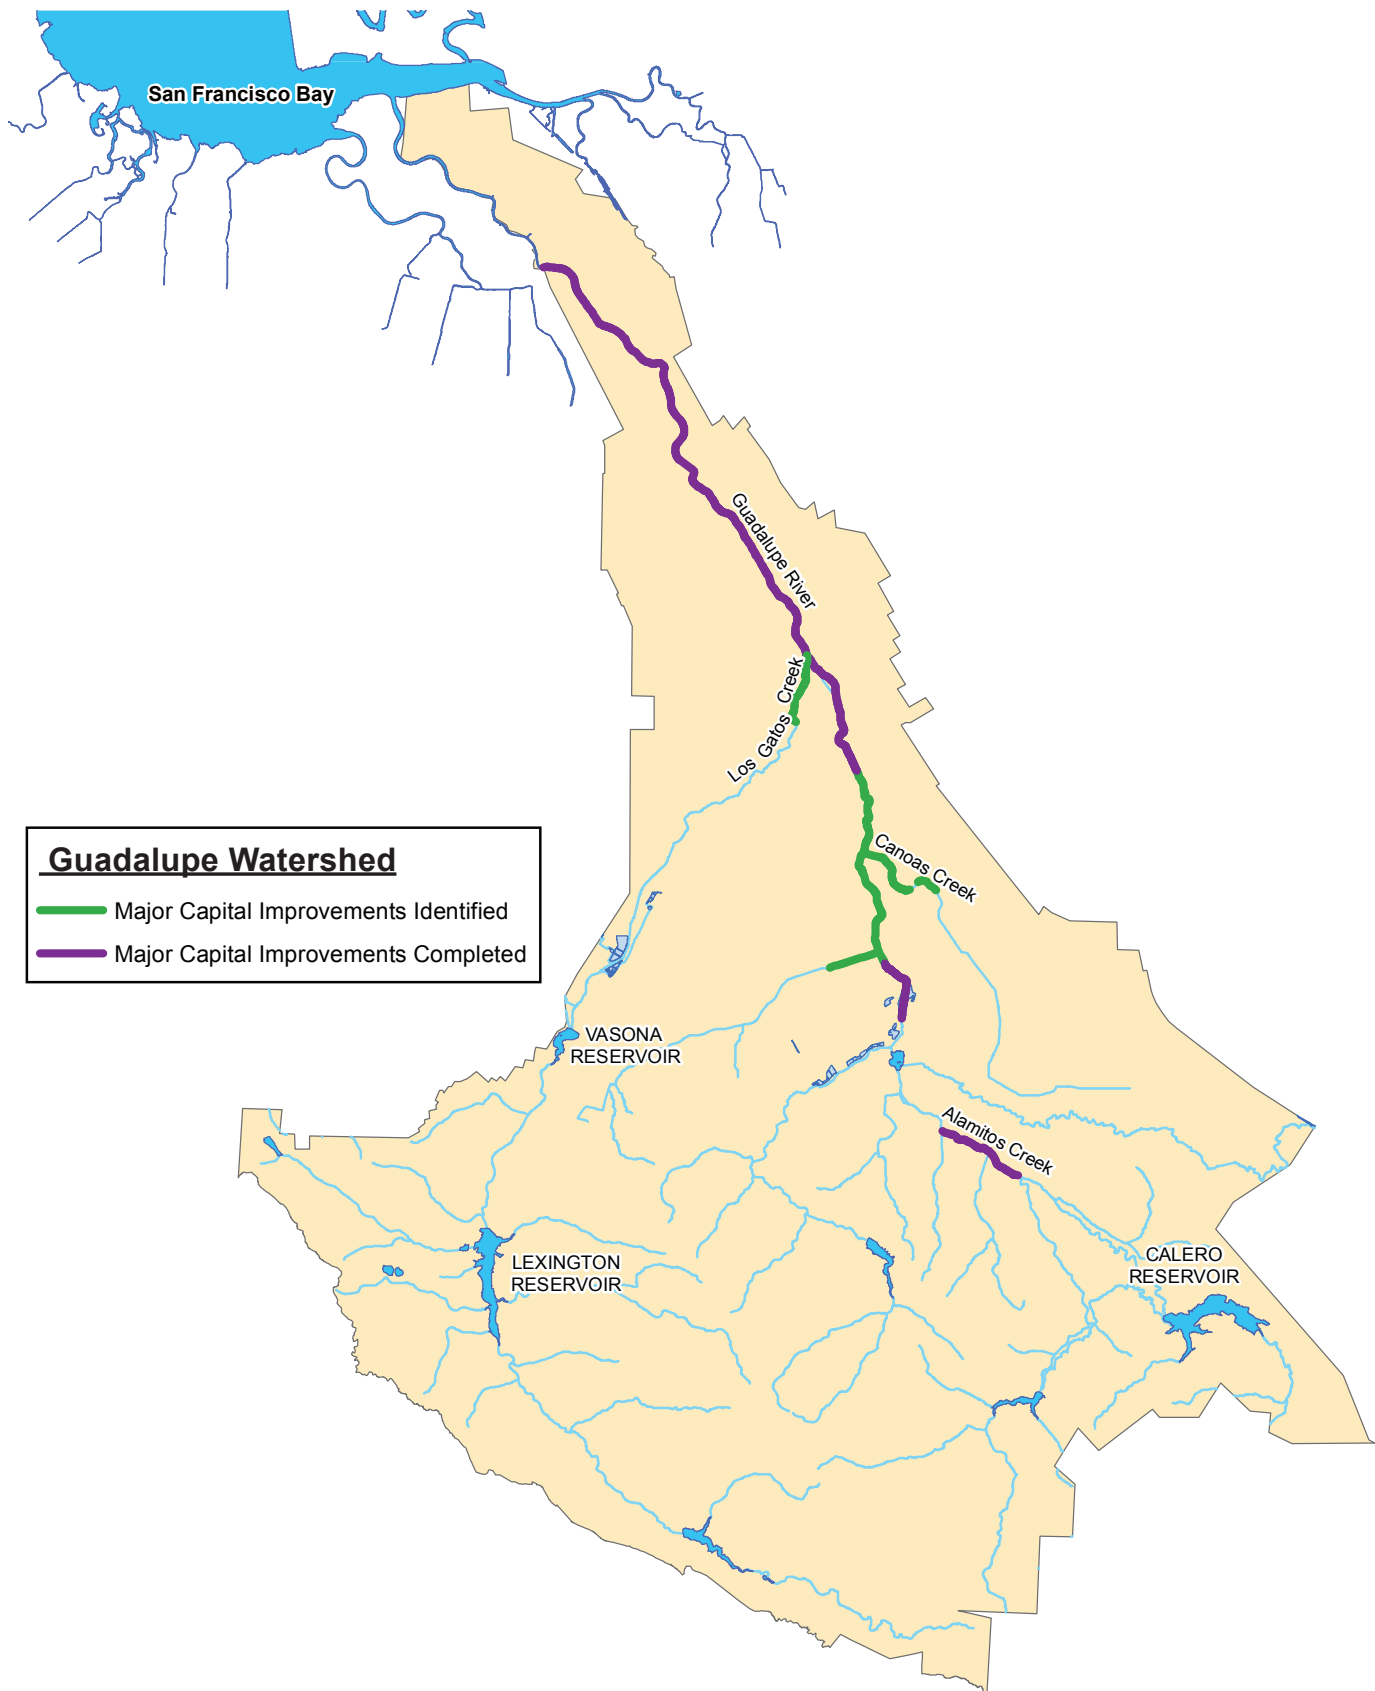 San Francisco Bay
Guadalupe River
Los Gatos Creek
Canoas Creek
Guadalupe Watershed
Major Capital Improvements Identified
Major Capital Improvements Completed
VASONA
RESERVOIR
Alamitos Creek
LEXINGTON
RESERVOIR
CALERO
RESERVOIR